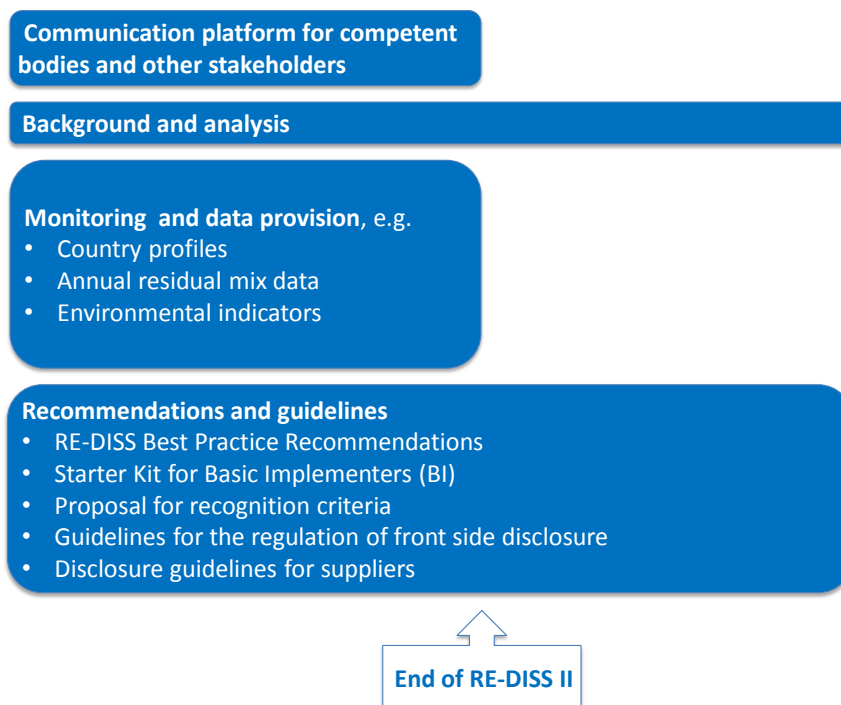 Communication platform for competent
bodies and other stakeholders
Background and analysis
Monitoring and data provision, e.g.
• Country profiles
• Annual residual mix data
• Environmental indicators
Recommendations and guidelines
• RE-DISS Best Practice Recommendations
• Starter Kit for Basic Implementers (BI)
• Proposal for recognition criteria
• Guidelines for the regulation of front side disclosure
• Disclosure guidelines for suppliers
End of RE-DISS II